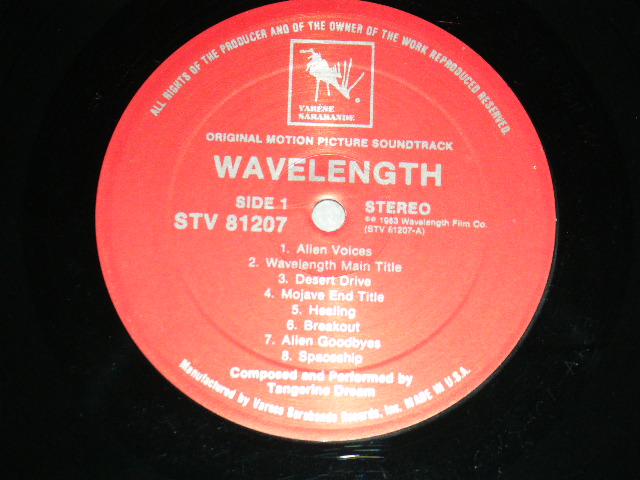 ALL RIGHTS OF THE PRODUCER AND OF THE OWNER OF THE WORK REPRODUCED RESERVED.
VARÈSE
SARABANDE
ORIGINAL MOTION PICTURE SOUNDTRACK
WAVELENGTH
SIDE 1
STV 81207
STEREO
℗© 1983 Wavelength Film Co.
(STV 81207-A)
1. Alien Voices
2. Wavelength Main Title
3. Desert Drive
4. Mojave End Title
5. Healing
6. Breakout
7. Alien Goodbyes
8. Spaceship
Composed and Performed by
Tangerine Dream
Manufactured by Varese Sarabande Records, Inc. MADE IN U.S.A.